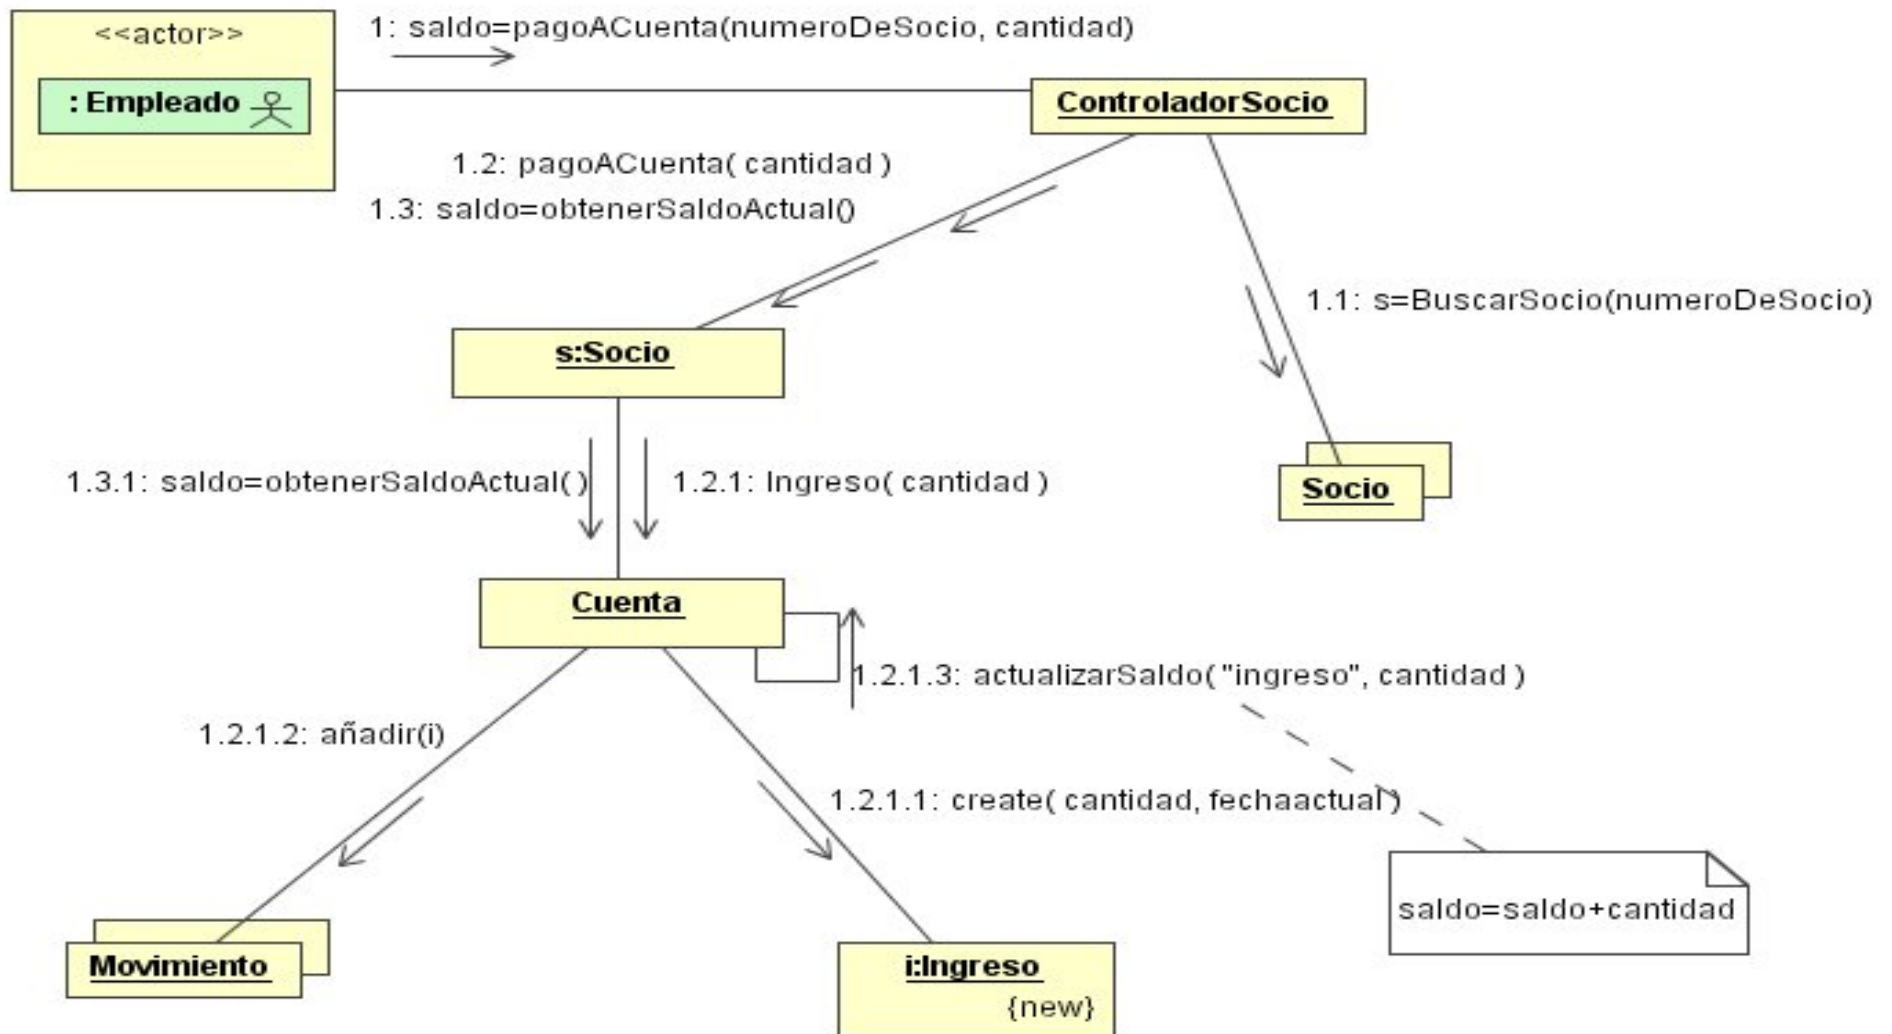 <<actor>>
: Empleado
1: saldo=pagoACuenta(numeroDeSocio, cantidad)
ControladorSocio
1.2: pagoACuenta( cantidad )
1.3: saldo=obtenerSaldoActual()
1.1: s=BuscarSocio(numeroDeSocio)
s:Socio
1.3.1: saldo=obtenerSaldoActual( )
1.2.1: Ingreso( cantidad )
Socio
Cuenta
1.2.1.3: actualizarSaldo( "ingreso", cantidad )
1.2.1.2: añadir(i)
1.2.1.1: create( cantidad, fechaactual )
saldo=saldo+cantidad
Movimiento
i:Ingreso
{new}